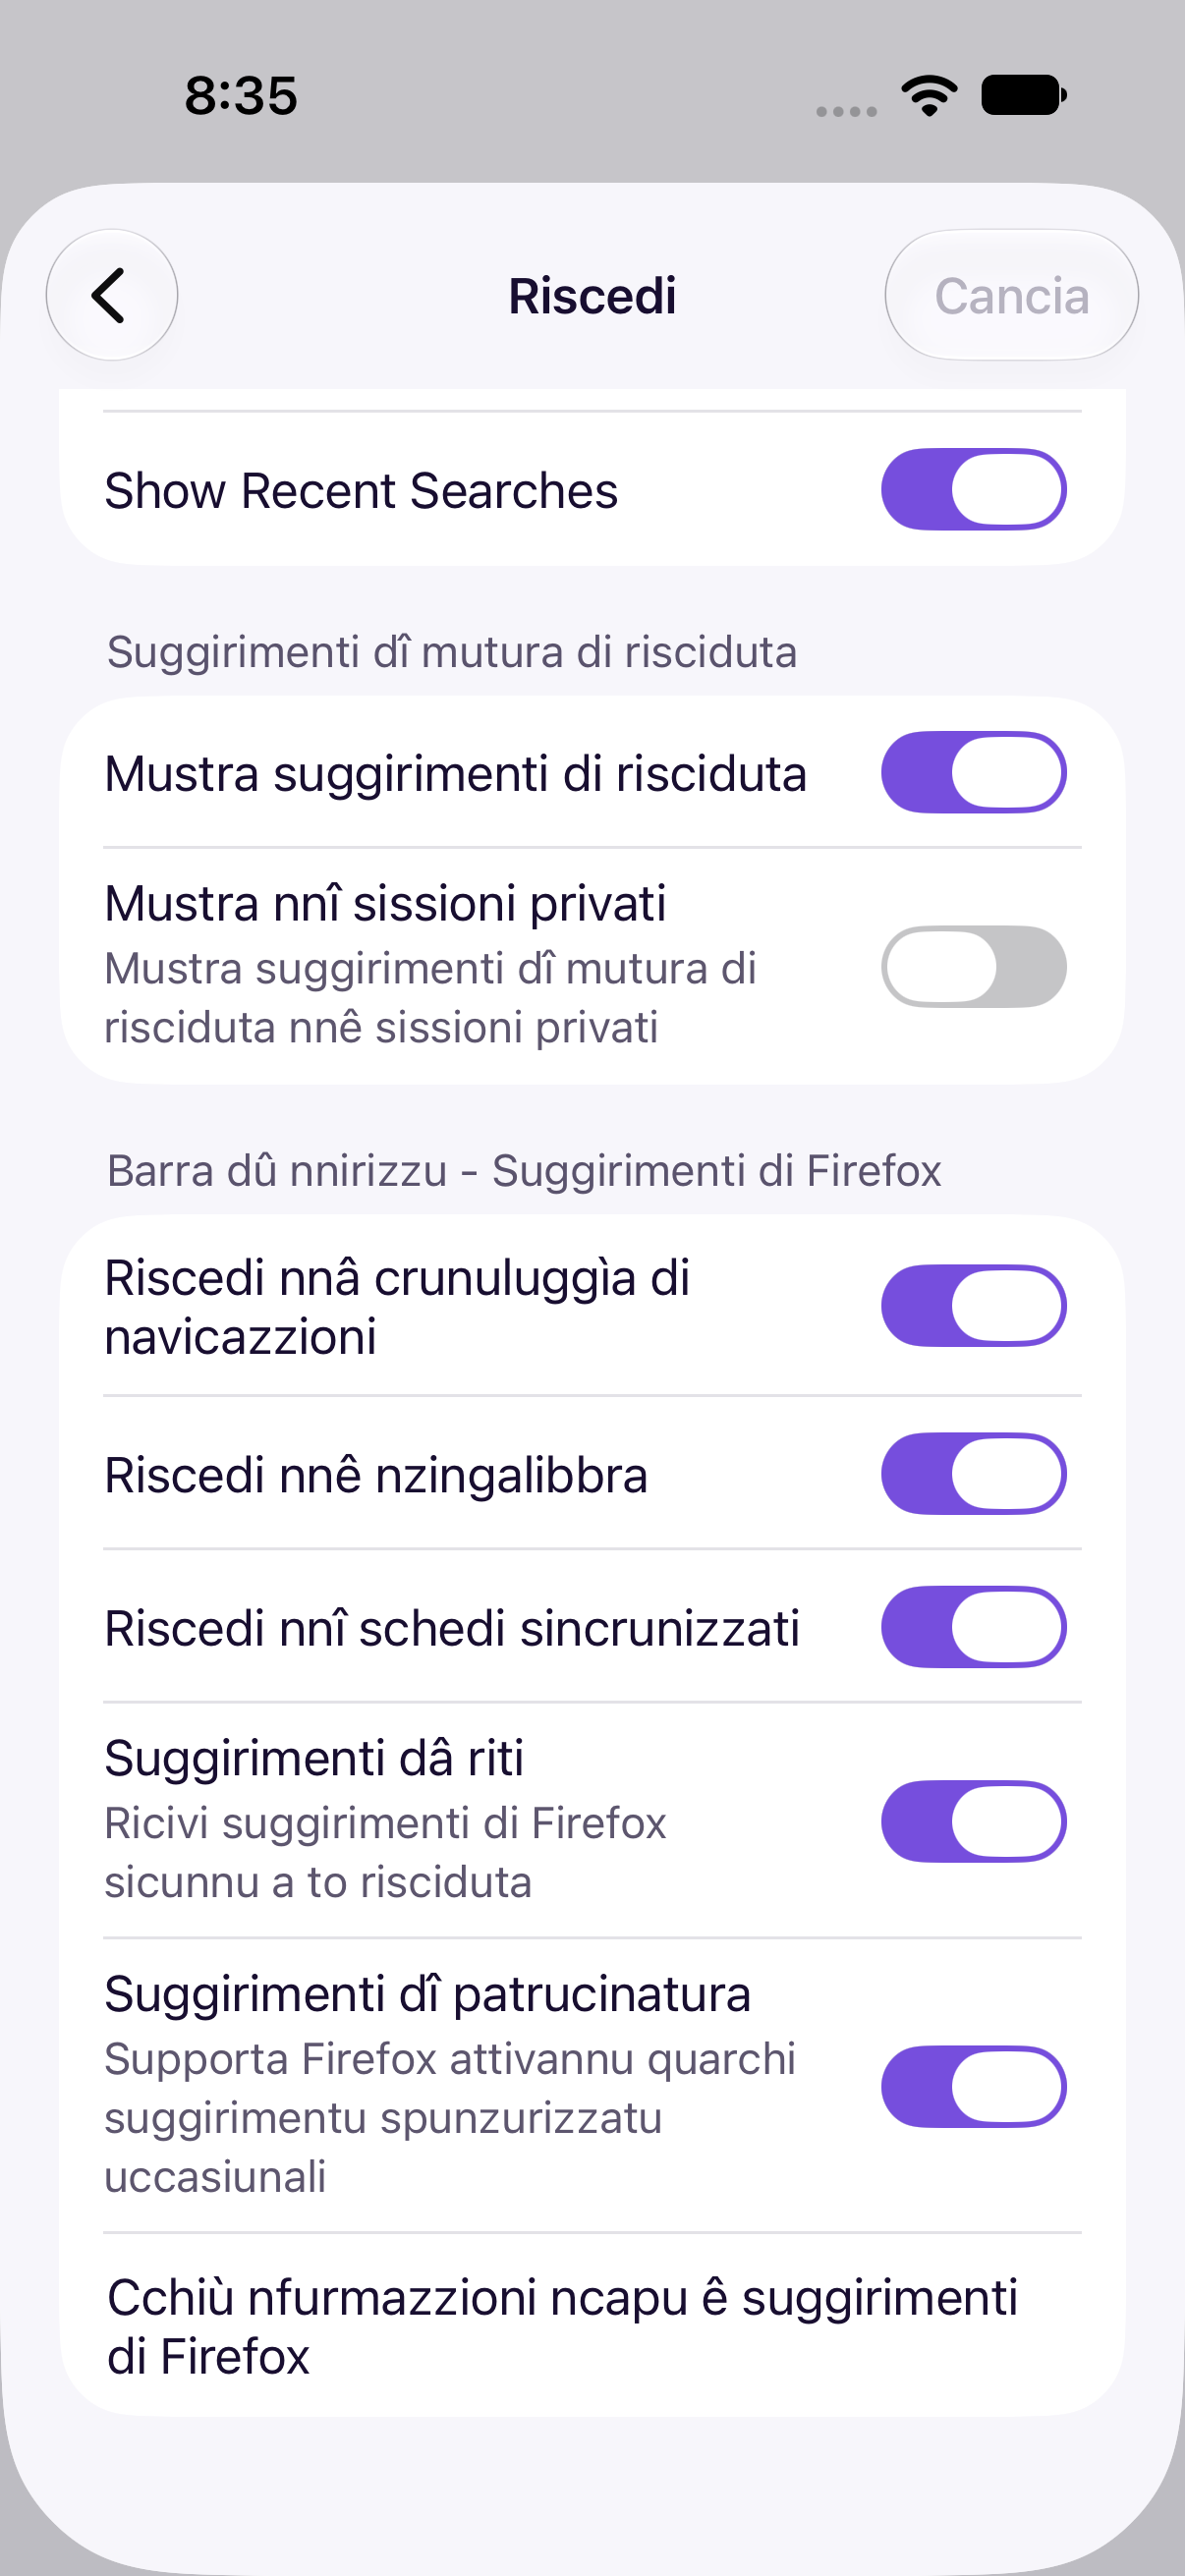 8:35
Riscedi
Cancia
Show Recent Searches
Suggirimenti dî mutura di risciduta
Mustra suggirimenti di risciduta
Mustra nnî sissioni privati
Mustra suggirimenti dî mutura di
risciduta nnê sissioni privati
Barra dû nnirizzu - Suggirimenti di Firefox
Riscedi nnâ crunuluggìa di
navicazzioni
Riscedi nnê nzingalibbra
Riscedi nnî schedi sincrunizzati
Suggirimenti dâ riti
Ricivi suggirimenti di Firefox
sicunnu a to risciduta
Suggirimenti dî patrucinatura
Supporta Firefox attivannu quarchi
suggirimentu spunzurizzatu
uccasiunali
Cchiù nfurmazzioni ncapu ê suggirimenti
di Firefox